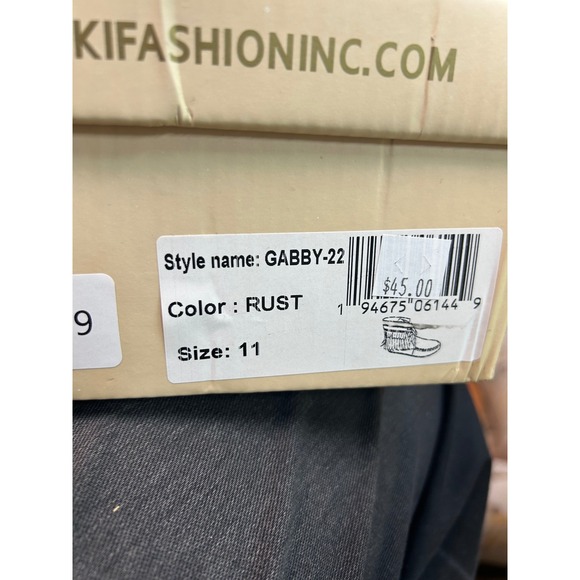 KIFASHIONINC.COM
Style name: GABBY-22
$45.00
Color : RUST
1 94675 06144 9
Size: 11
9